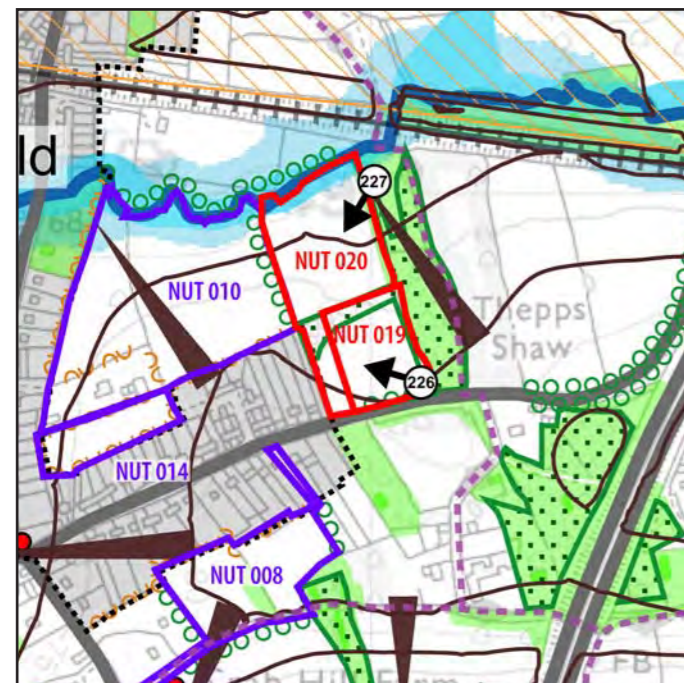 ld
227
NUT 020
NUT 010
NUT 019
Thepps
Shaw
226
NUT 014
NUT 008
FB